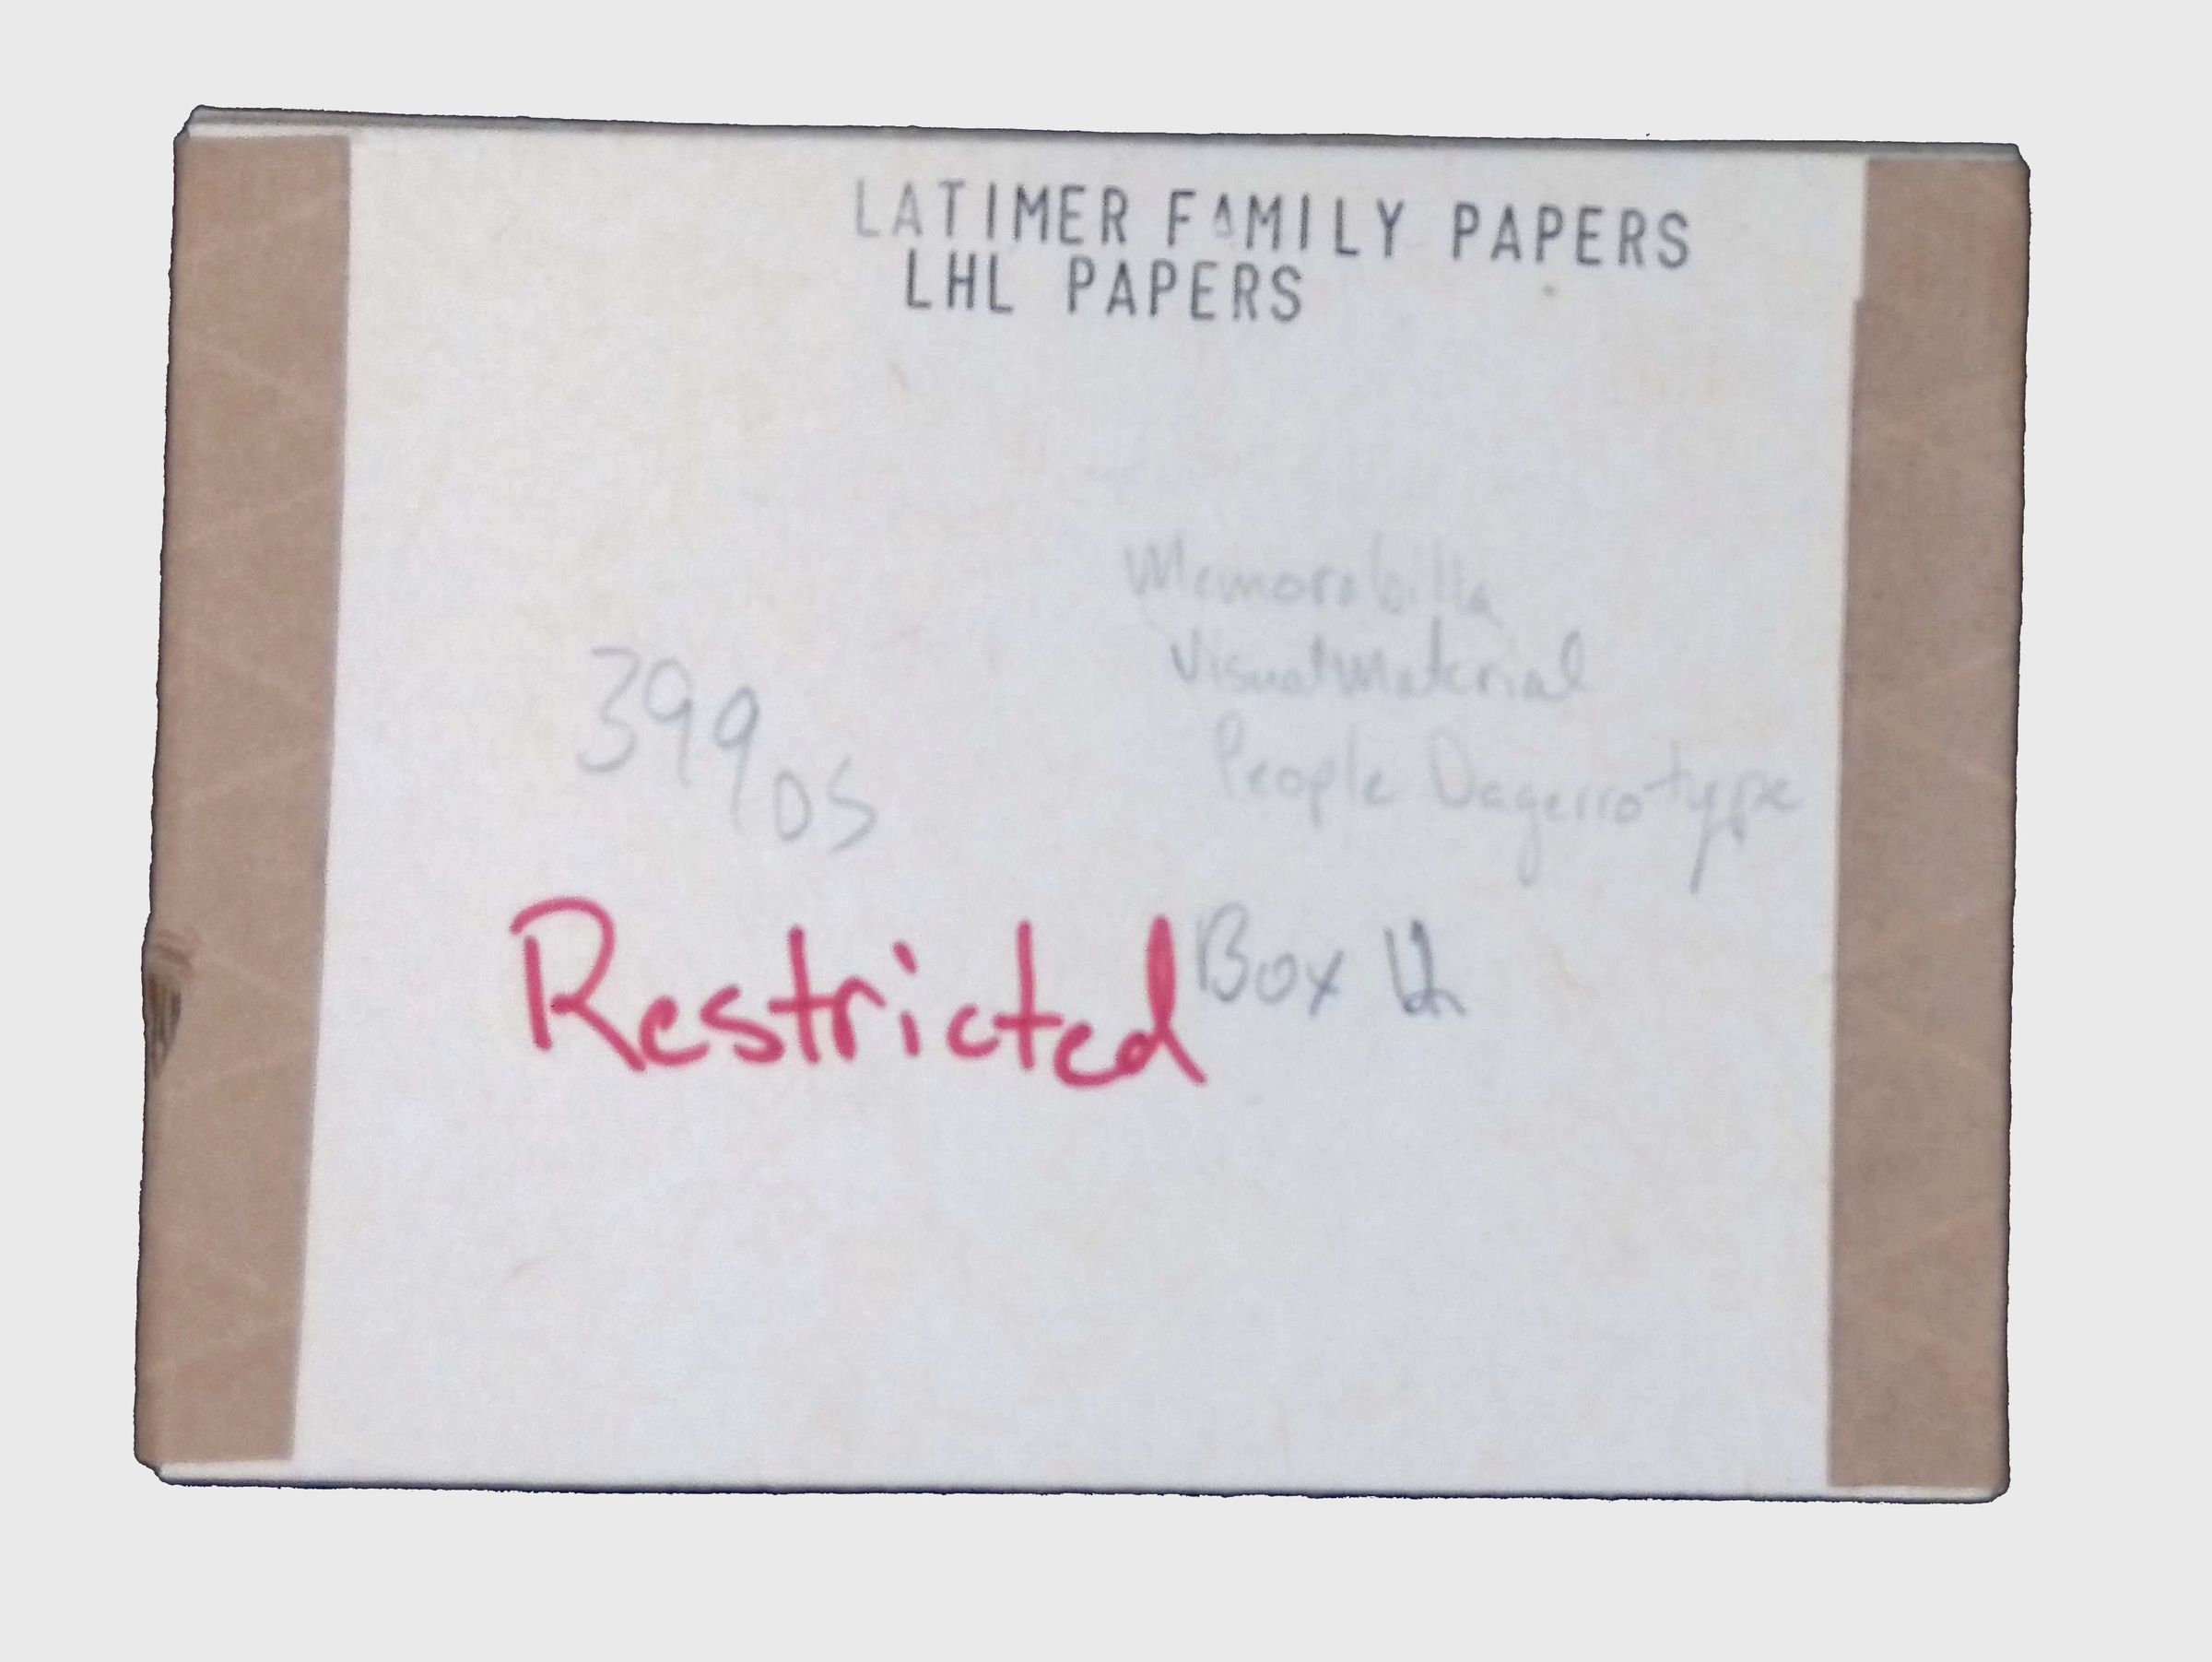 LATIMER FAMILY PAPERS
LHL PAPERS
Memorabilia
Visual Material
People Dagerrotype
399 DS
Restricted
Box